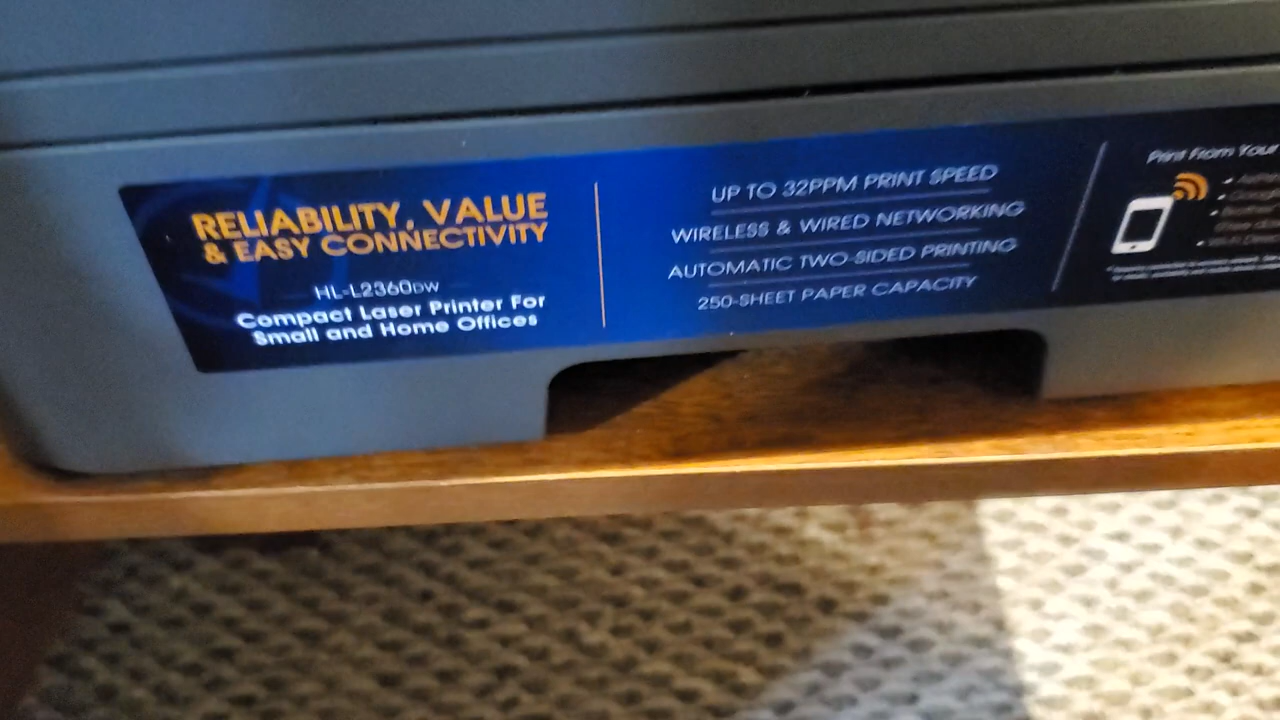 RELIABILITY, VALUE
& EASY CONNECTIVITY
HL-L2360DW
Compact Laser Printer For
Small and Home Offices
UP TO 32PPM PRINT SPEED
WIRELESS & WIRED NETWORKING
AUTOMATIC TWO-SIDED PRINTING
250-SHEET PAPER CAPACITY
Print From Your